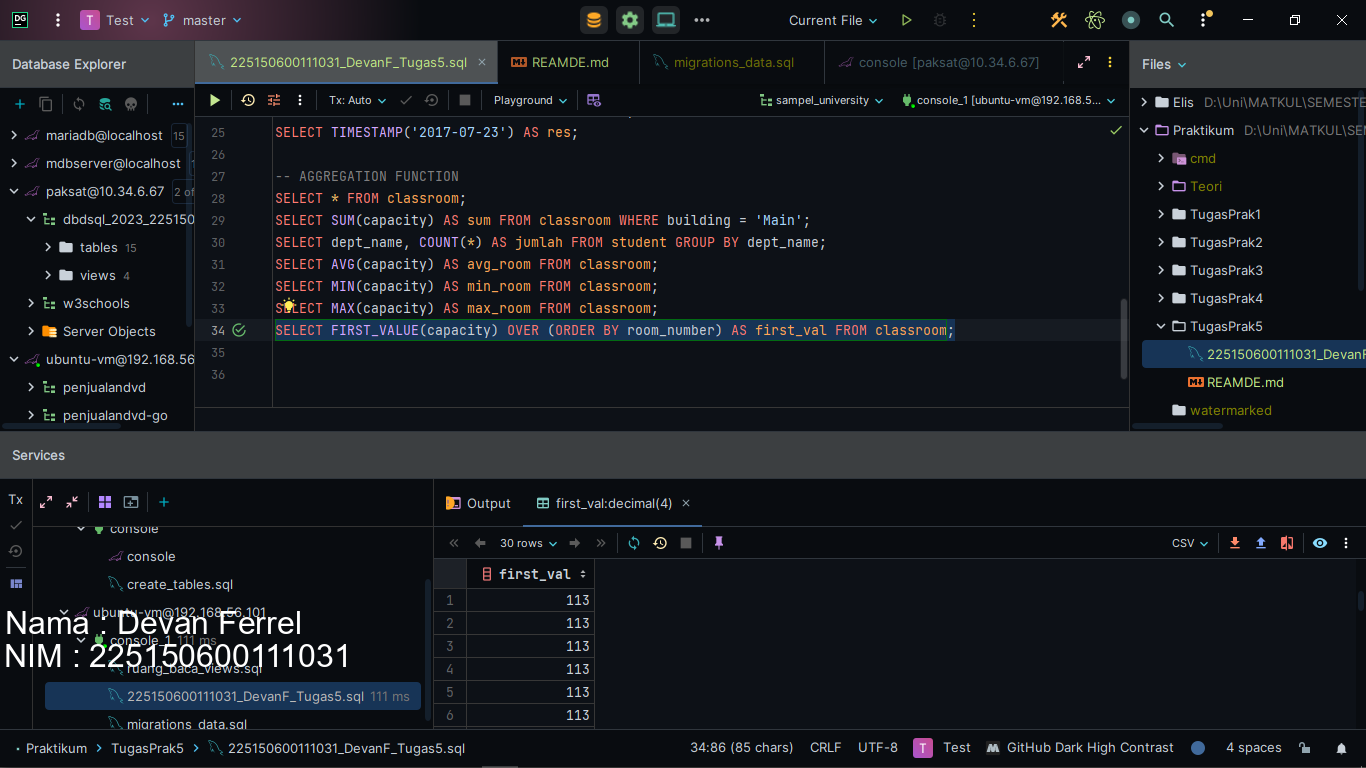 DG
T Test
master
Current File
Database Explorer
225150600111031_DevanF_Tugas5.sql
REAMDE.md
migrations_data.sql
console [paksat@10.34.6.67]
Files
Tx: Auto
Playground
sampel_university
console_1 [ubuntu-vm@192.168.5...
mariadb@localhost 15
mdbserver@localhost
paksat@10.34.6.67 2 of
dbdsql_2023_225150
tables 15
views 4
w3schools
Server Objects
ubuntu-vm@192.168.56
penjualandvd
penjualandvd-go
25 SELECT TIMESTAMP('2017-07-23') AS res;
26
27 -- AGGREGATION FUNCTION
28 SELECT * FROM classroom;
29 SELECT SUM(capacity) AS sum FROM classroom WHERE building = 'Main';
30 SELECT dept_name, COUNT(*) AS jumlah FROM student GROUP BY dept_name;
31 SELECT AVG(capacity) AS avg_room FROM classroom;
32 SELECT MIN(capacity) AS min_room FROM classroom;
33 SELECT MAX(capacity) AS max_room FROM classroom;
34 SELECT FIRST_VALUE(capacity) OVER (ORDER BY room_number) AS first_val FROM classroom;
35
36
Elis D:\Uni\MATKUL\SEMESTE
Praktikum D:\Uni\MATKUL\SE
cmd
Teori
TugasPrak1
TugasPrak2
TugasPrak3
TugasPrak4
TugasPrak5
225150600111031_DevanF
REAMDE.md
watermarked
Services
Tx
console
console
create_tables.sql
ubuntu-vm@192.168.56.101
console_1 111 ms
ruang_baca_views.sql
225150600111031_DevanF_Tugas5.sql 111 ms
migrations_data.sql
Nama : Devan Ferrel
NIM : 225150600111031
Output
first_val:decimal(4)
30 rows
CSV
first_val
1 113
2 113
3 113
4 113
5 113
6 113
Praktikum > TugasPrak5 > 225150600111031_DevanF_Tugas5.sql
34:86 (85 chars)
CRLF
UTF-8
T Test
GitHub Dark High Contrast
4 spaces